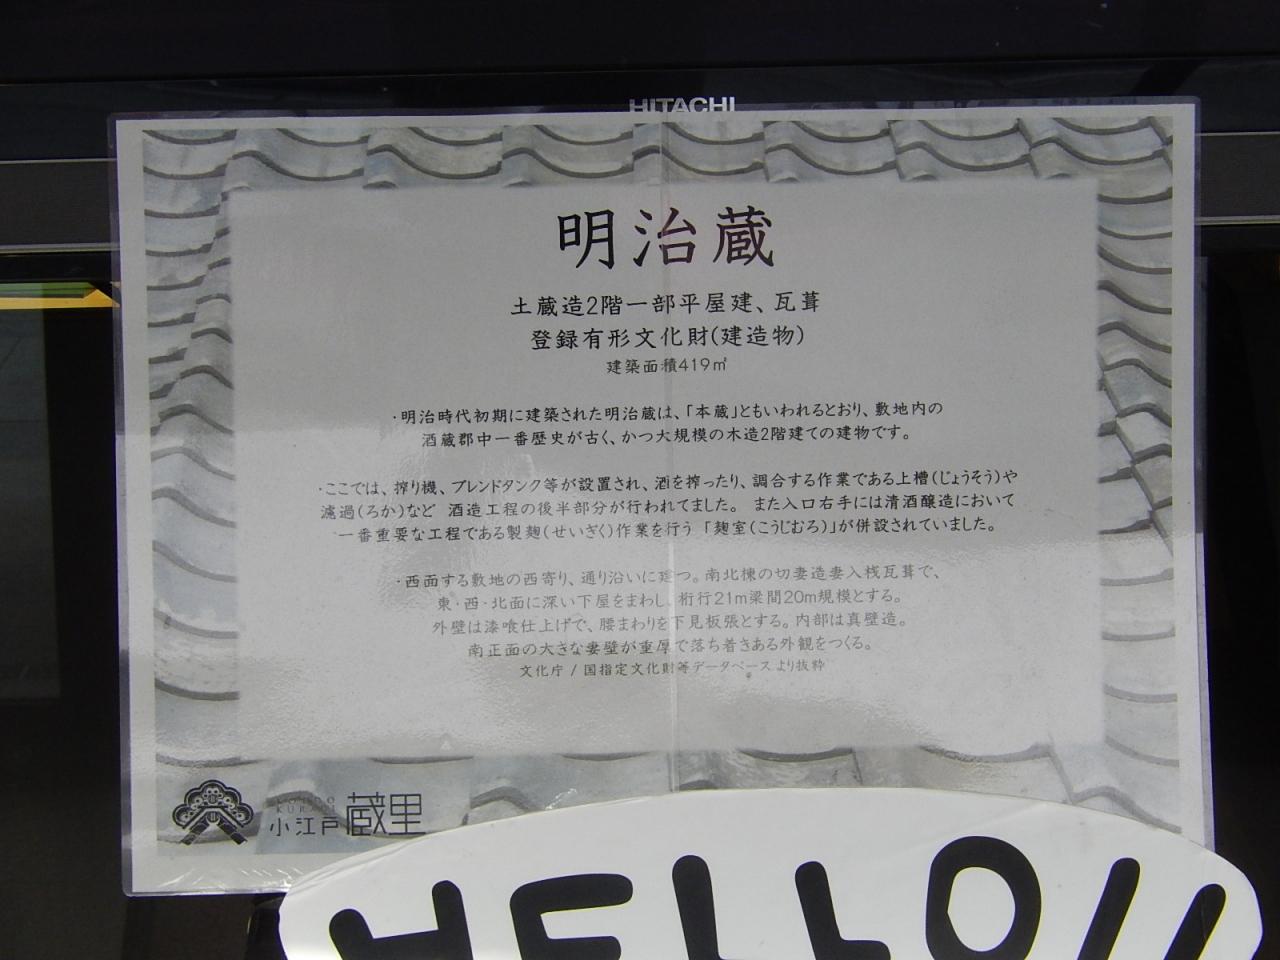 HITACHI
明治蔵
土蔵造2階一部平屋建、瓦葺
登録有形文化財(建造物)
建築面積419㎡
・明治時代初期に建築された明治蔵は、「本蔵」ともいわれるとおり、敷地内の
酒蔵郡中一番歴史が古く、かつ大規模の木造2階建ての建物です。
・ここでは、搾り機、ブレンドタンク等が設置され、酒を搾ったり、調合する作業である上槽(じょうそう)や
濾過(ろか)など 酒造工程の後半部分が行われてました。 また入口右手には清酒醸造において
一番重要な工程である製麹(せいぎく)作業を行う 「麹室(こうじむろ)」が併設されていました。
・西面する敷地の西寄り、通り沿いに建つ。南北棟の切妻造妻入桟瓦葺で、
東・西・北面に深い下屋をまわし、桁行21m梁間20m規模とする。
外壁は漆喰仕上げで、腰まわりを下見板張とする。内部は真壁造。
南正面の大きな妻壁が重厚で落ち着きある外観をつくる。
文化庁 / 国指定文化財等データベースより抜粋
KOEDO
KURARI
小江戸 蔵里
HELLO!!